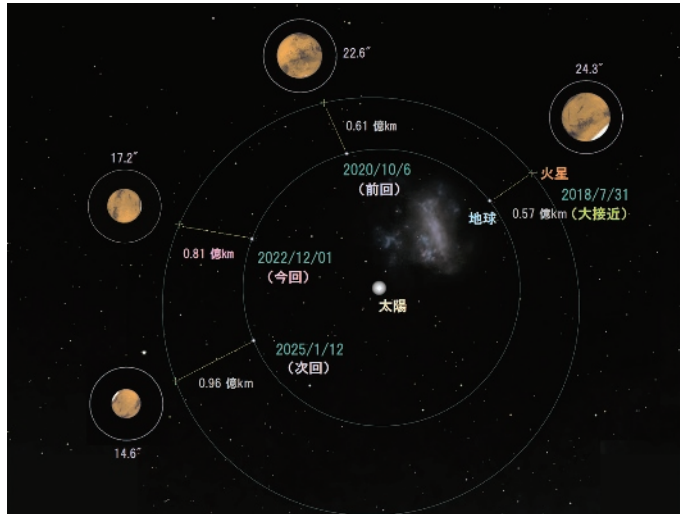 22.6″
24.3″
0.61 億km
17.2″
2020/10/6
(前回)
火星
2018/7/31
(大接近)
地球
0.57 億km
0.81 億km
2022/12/01
(今回)
太陽
2025/1/12
(次回)
0.96 億km
14.6″